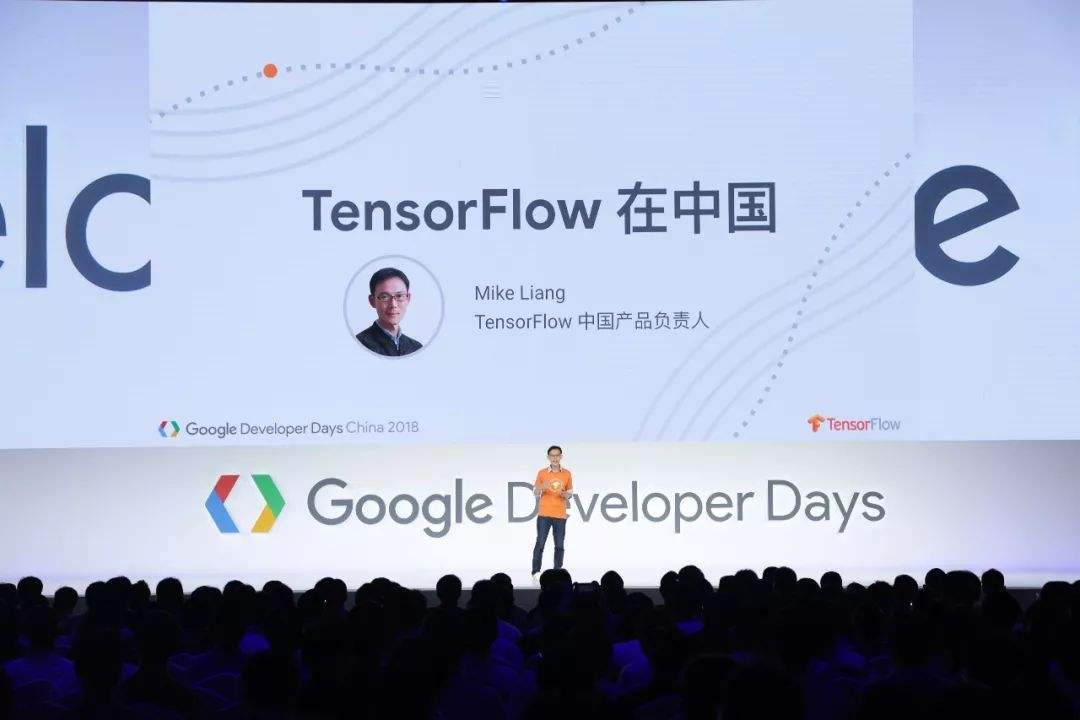 elc
e
TensorFlow 在中国
Mike Liang
TensorFlow 中国产品负责人
Google Developer Days China 2018
TensorFlow
Google Developer Days